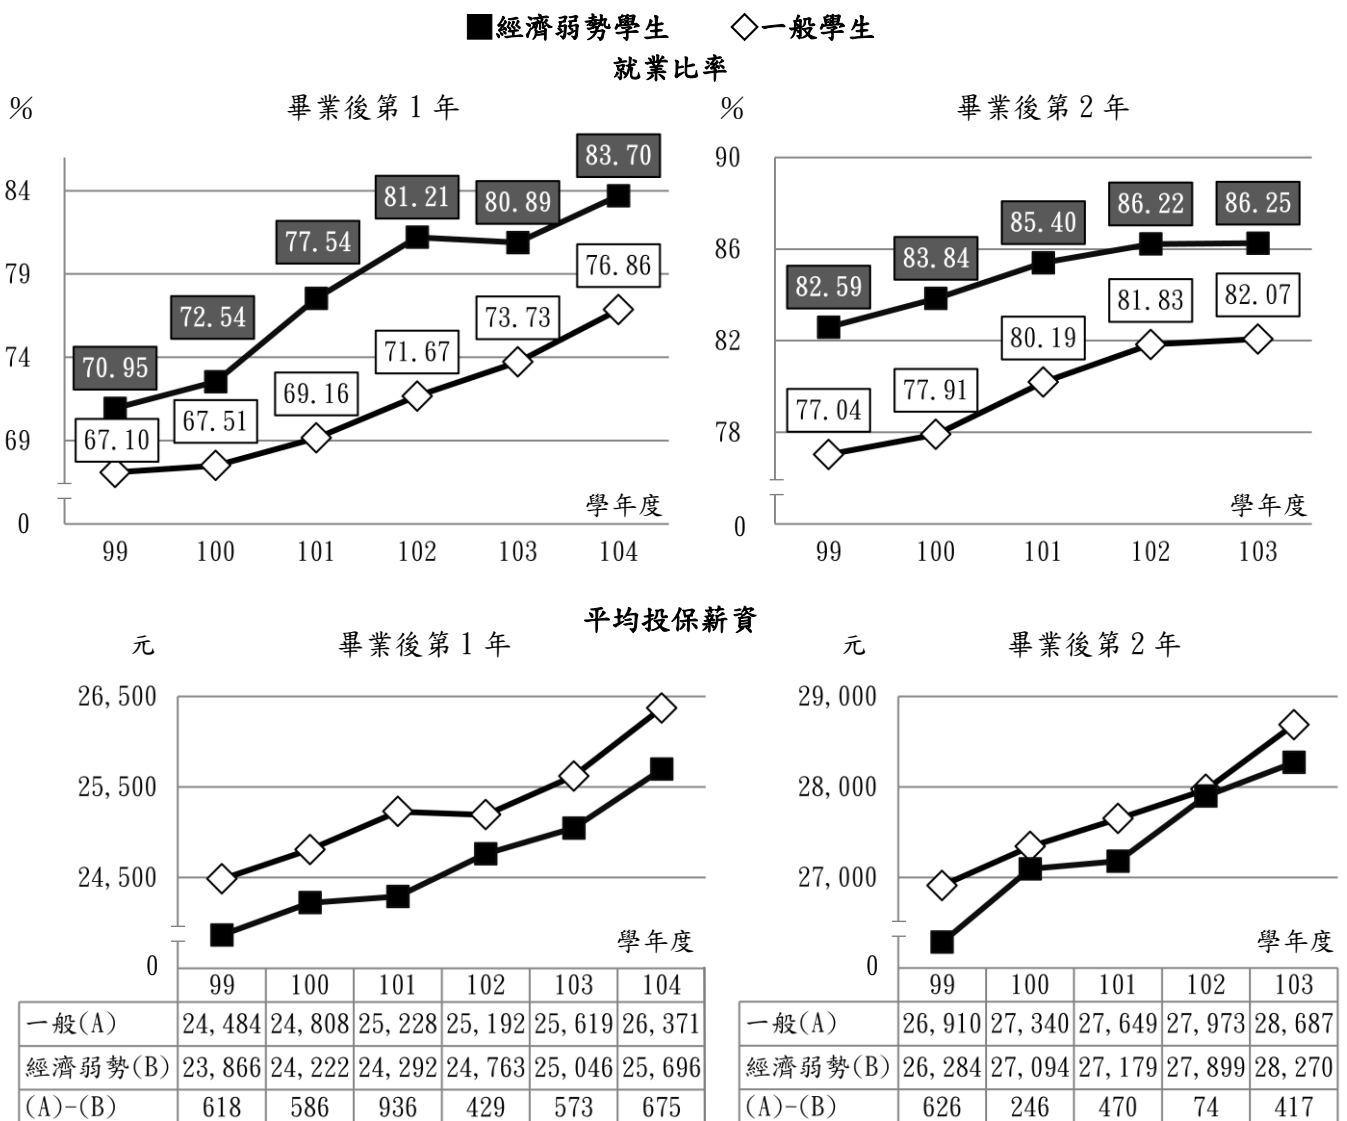 ■經濟弱勢學生 ◇一般學生
就業比率
% 畢業後第1年
84
79
74
69
0
70.95
72.54
77.54
81.21
80.89
83.70
67.10
67.51
69.16
71.67
73.73
76.86
學年度
99 100 101 102 103 104
% 畢業後第2年
90
86
82
78
0
82.59
83.84
85.40
86.22
86.25
77.04
77.91
80.19
81.83
82.07
學年度
99 100 101 102 103
平均投保薪資
元 畢業後第1年
26,500
25,500
24,500
0
學年度
99 100 101 102 103 104
一般(A) 24,484 24,808 25,228 25,192 25,619 26,371
經濟弱勢(B) 23,866 24,222 24,292 24,763 25,046 25,696
(A)-(B) 618 586 936 429 573 675
元 畢業後第2年
29,000
28,000
27,000
0
學年度
99 100 101 102 103
一般(A) 26,910 27,340 27,649 27,973 28,687
經濟弱勢(B) 26,284 27,094 27,179 27,899 28,270
(A)-(B) 626 246 470 74 417